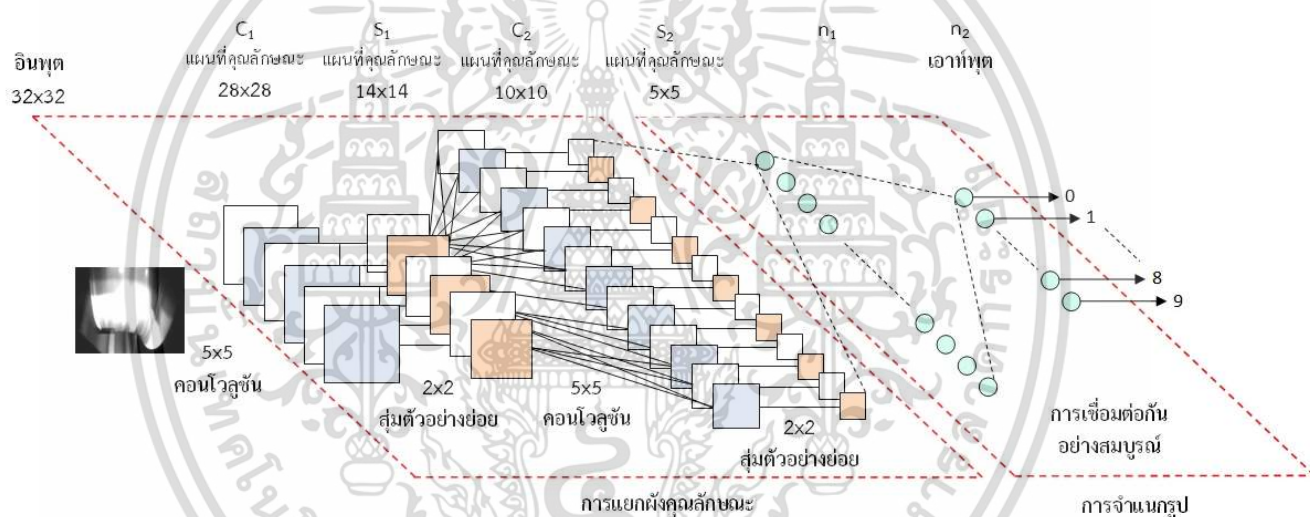 C₁ S₁ C₂ S₂ n₁ n₂
อินพุต แผนที่คุณลักษณะ แผนที่คุณลักษณะ แผนที่คุณลักษณะ แผนที่คุณลักษณะ เอาท์พุต
32x32 28x28 14x14 10x10 5x5
0
1
8
9
5x5
คอนโวลูชัน
2x2
สุ่มตัวอย่างย่อย
5x5
คอนโวลูชัน
2x2
สุ่มตัวอย่างย่อย
การเชื่อมต่อกัน
อย่างสมบูรณ์
การแยกผังคุณลักษณะ
การจำแนกรูป